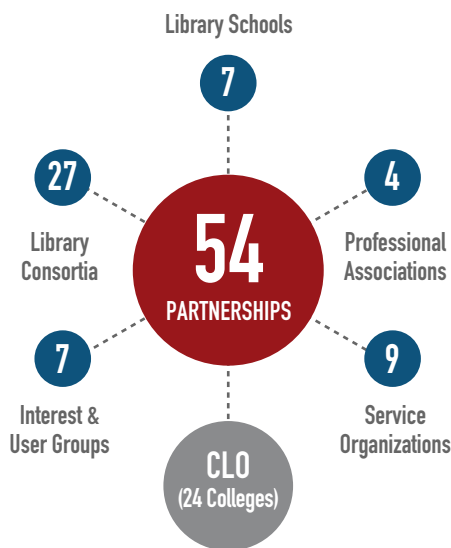 Library Schools
7
27
Library
Consortia
4
Professional
Associations
54
PARTNERSHIPS
7
Interest &
User Groups
9
Service
Organizations
CLO
(24 Colleges)